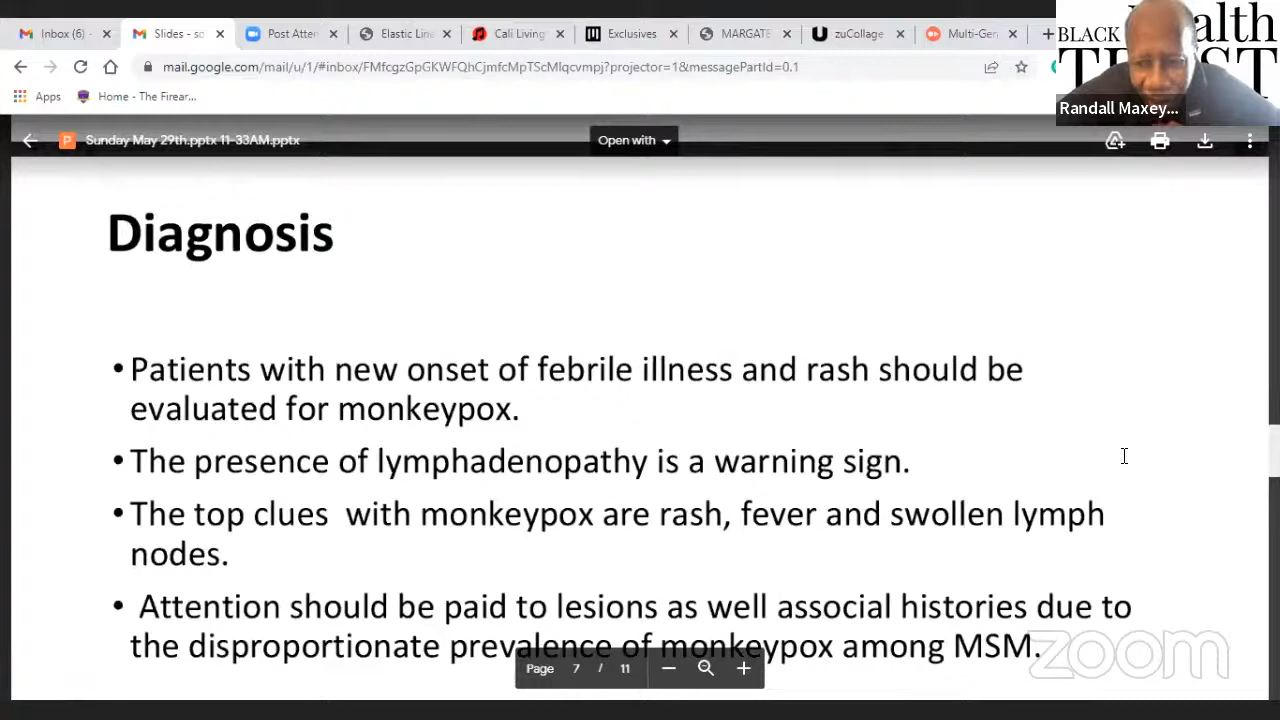 Inbox (6)
Slides - so
Post Atten
Elastic Line
Cali Living
Exclusives
MARGATE
zuCollage
Multi-Gen
BLACK
alth
mail.google.com/mail/u/1/#inbox/FMfcgzGpGKWFQhCjmfcMpTScMlqcvmpj?projector=1&messagePartId=0.1
Apps
Home - The Firear...
Randall Maxey...
Sunday May 29th.pptx 11-33AM.pptx
Open with
Diagnosis
•Patients with new onset of febrile illness and rash should be
evaluated for monkeypox.
•The presence of lymphadenopathy is a warning sign.
•The top clues with monkeypox are rash, fever and swollen lymph
nodes.
• Attention should be paid to lesions as well associal histories due to
the disproportionate prevalence of monkeypox among MSM.
zoom
Page 7 / 11